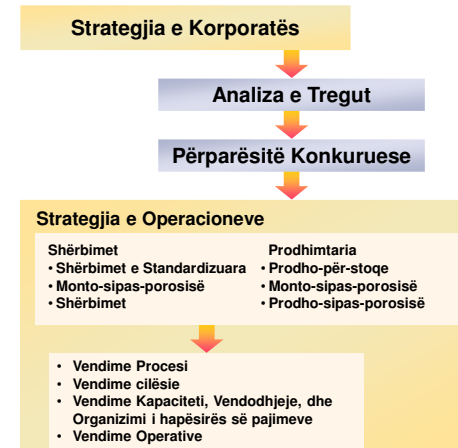 Strategjia e Korporatës
Analiza e Tregut
Përparësitë Konkuruese
Strategjia e Operacioneve
Shërbimet
• Shërbimet e Standardizuara
• Monto-sipas-porosisë
• Shërbimet
Prodhimtaria
• Prodho-për-stoqe
• Monto-sipas-porosisë
• Prodho-sipas-porosisë
• Vendime Procesi
• Vendime cilësie
• Vendime Kapaciteti, Vendodhjeje, dhe
Organizimi i hapësirës së pajimeve
• Vendime Operative